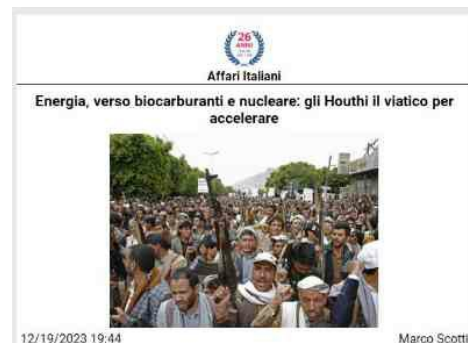 26
ANNI
Affari Italiani
Energia, verso biocarburanti e nucleare: gli Houthi il viatico per
accelerare
12/19/2023 19:44
Marco Scotti